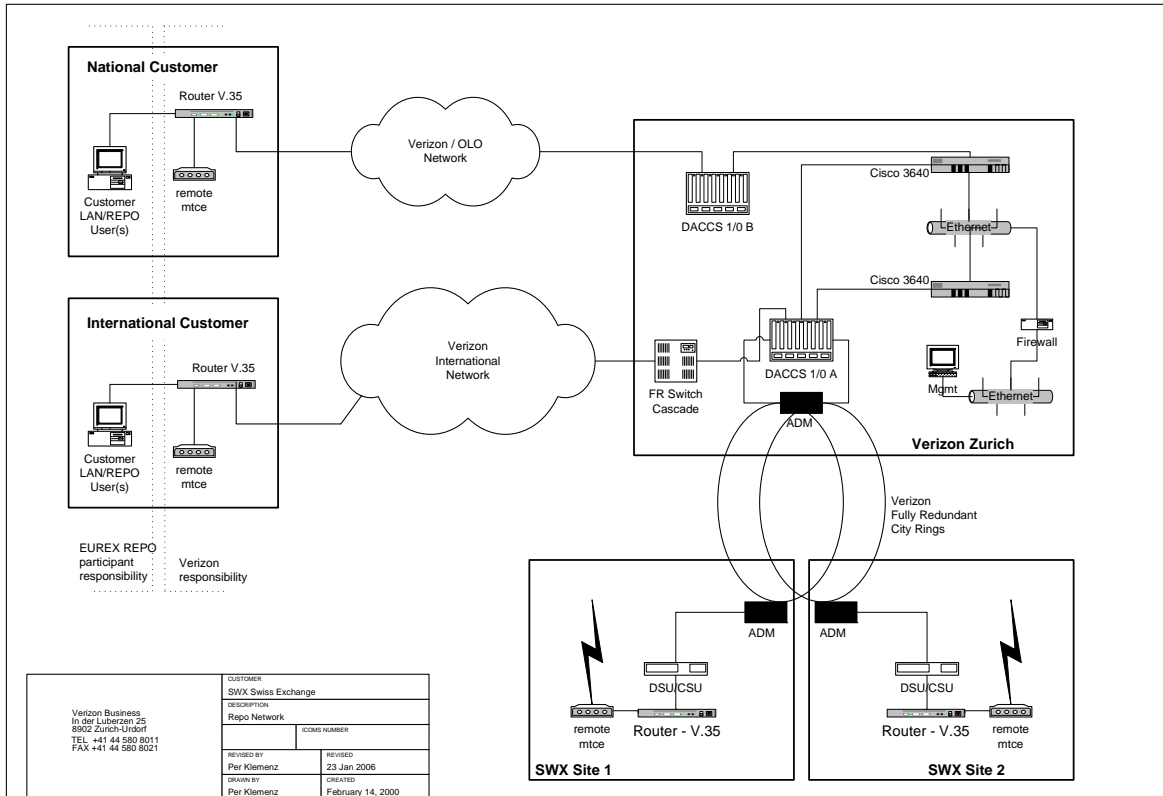 National Customer
Router V.35
Customer
LAN/REPO
User(s)
remote
mtce
Verizon / OLO
Network
DACCS 1/0 B
Cisco 3640
Ethernet
Cisco 3640
International Customer
Router V.35
Customer
LAN/REPO
User(s)
remote
mtce
Verizon
International
Network
FR Switch
Cascade
DACCS 1/0 A
ADM
Firewall
Mgmt
Ethernet
Verizon Zurich
Verizon
Fully Redundant
City Rings
EUREX REPO
participant
responsibility
Verizon
responsibility
ADM
DSU/CSU
remote
mtce
Router - V.35
SWX Site 1
ADM
DSU/CSU
Router - V.35
remote
mtce
SWX Site 2
Verizon Business
In der Luberzen 25
8902 Zurich-Urdorf
TEL +41 44 580 8011
FAX +41 44 580 8021
CUSTOMER
SWX Swiss Exchange
DESCRIPTION
Repo Network
ICOMS NUMBER
REVISED BY
Per Klemenz
REVISED
23 Jan 2006
DRAWN BY
Per Klemenz
CREATED
February 14, 2000